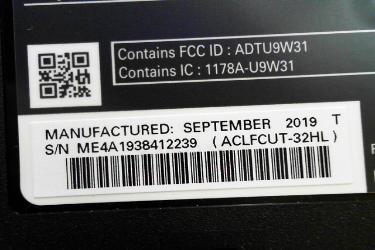 Contains FCC ID : ADTU9W31
Contains IC : 1178A-U9W31
MANUFACTURED: SEPTEMBER 2019 T
S/N ME4A1938412239 (ACLFCUT-32HL)